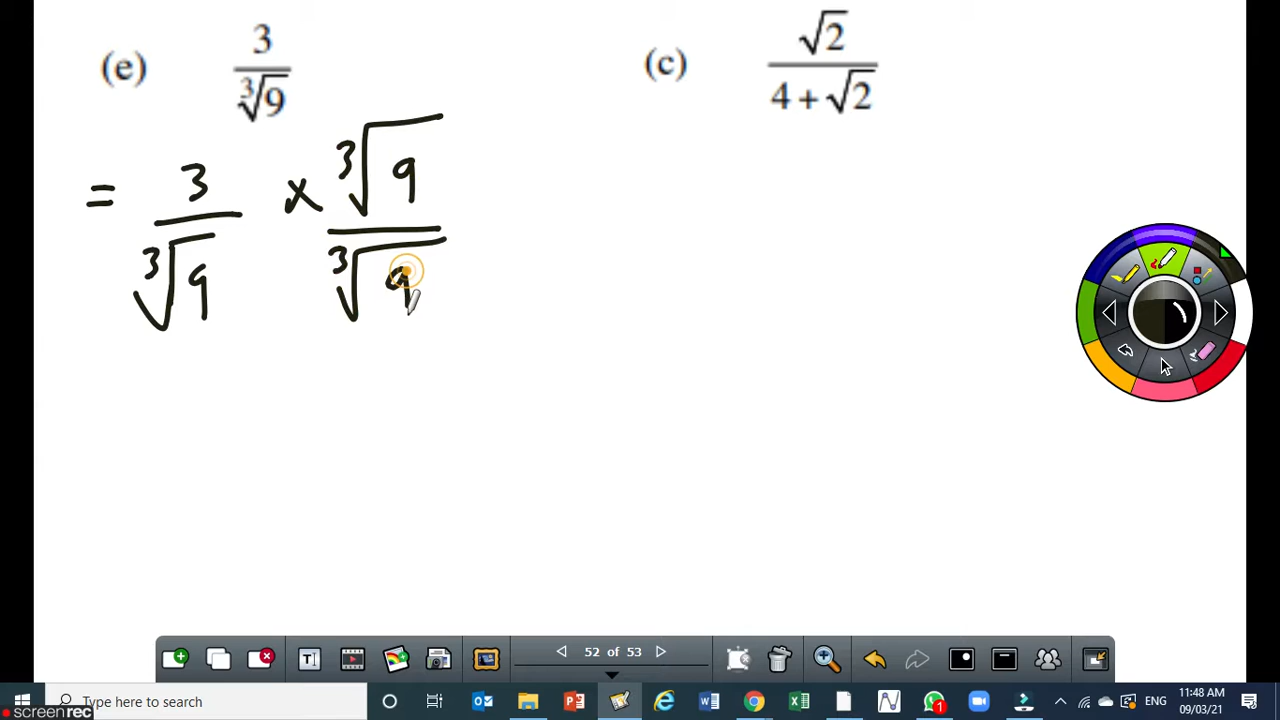 (e) 3/∛9
(c) √2/(4+√2)
= 3/∛9 × ∛9/∛9
T
52 of 53
Type here to search
ENG
11:48 AM
09/03/21
1
screenrec